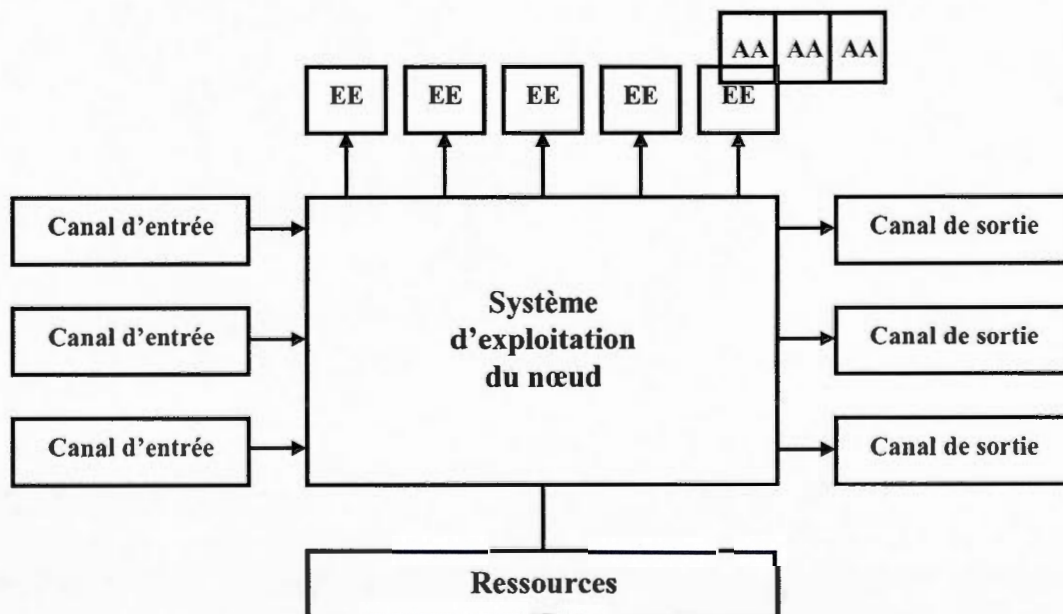 AA AA AA
EE EE EE EE EE
Canal d'entrée Canal de sortie
Système
d'exploitation
du nœud
Canal d'entrée Canal de sortie
Canal d'entrée Canal de sortie
Ressources